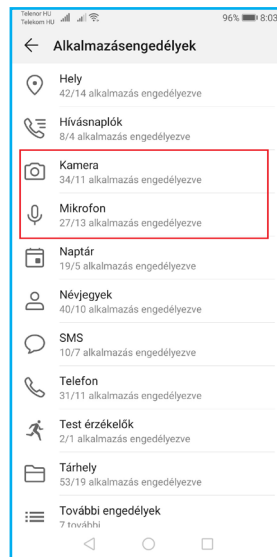 Telenor HU
Telekom HU
96% 8:03
Alkalmazásengedélyek
Hely
42/14 alkalmazás engedélyezve
Hívásnaplók
8/4 alkalmazás engedélyezve
Kamera
34/11 alkalmazás engedélyezve
Mikrofon
27/13 alkalmazás engedélyezve
Naptár
19/5 alkalmazás engedélyezve
Névjegyek
40/10 alkalmazás engedélyezve
SMS
10/7 alkalmazás engedélyezve
Telefon
31/11 alkalmazás engedélyezve
Test érzékelők
2/1 alkalmazás engedélyezve
Tárhely
53/19 alkalmazás engedélyezve
További engedélyek
7 további